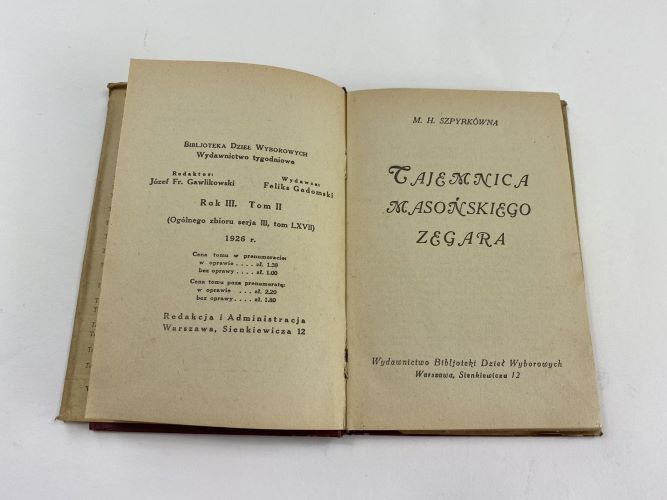 BIBLJOTEKA DZIEŁ WYBOROWYCH
Wydawnictwo tygodniowe
Redaktor:
Józef Fr. Gawlikowski
Wydawca:
Feliks Gadomski
Rok III. Tom II
(Ogólnego zbioru serja III, tom LXVII)
1926 r.
Cena tomu w prenumeracie:
w oprawie .... zł. 1.30
bez oprawy .... zł. 1.00
Cena tomu poza prenumeratą:
w oprawie ... zł. 2.20
bez oprawy.... zł. 1.80
Redakcja i Administracja
Warszawa, Sienkiewicza 12
M. H. SZPYRKÓWNA
TAJEMNICA
MASOŃSKIEGO
ZEGARA
Wydawnictwo Bibljoteki Dzieł Wyborowych
Warszawa, Sienkiewicza 12